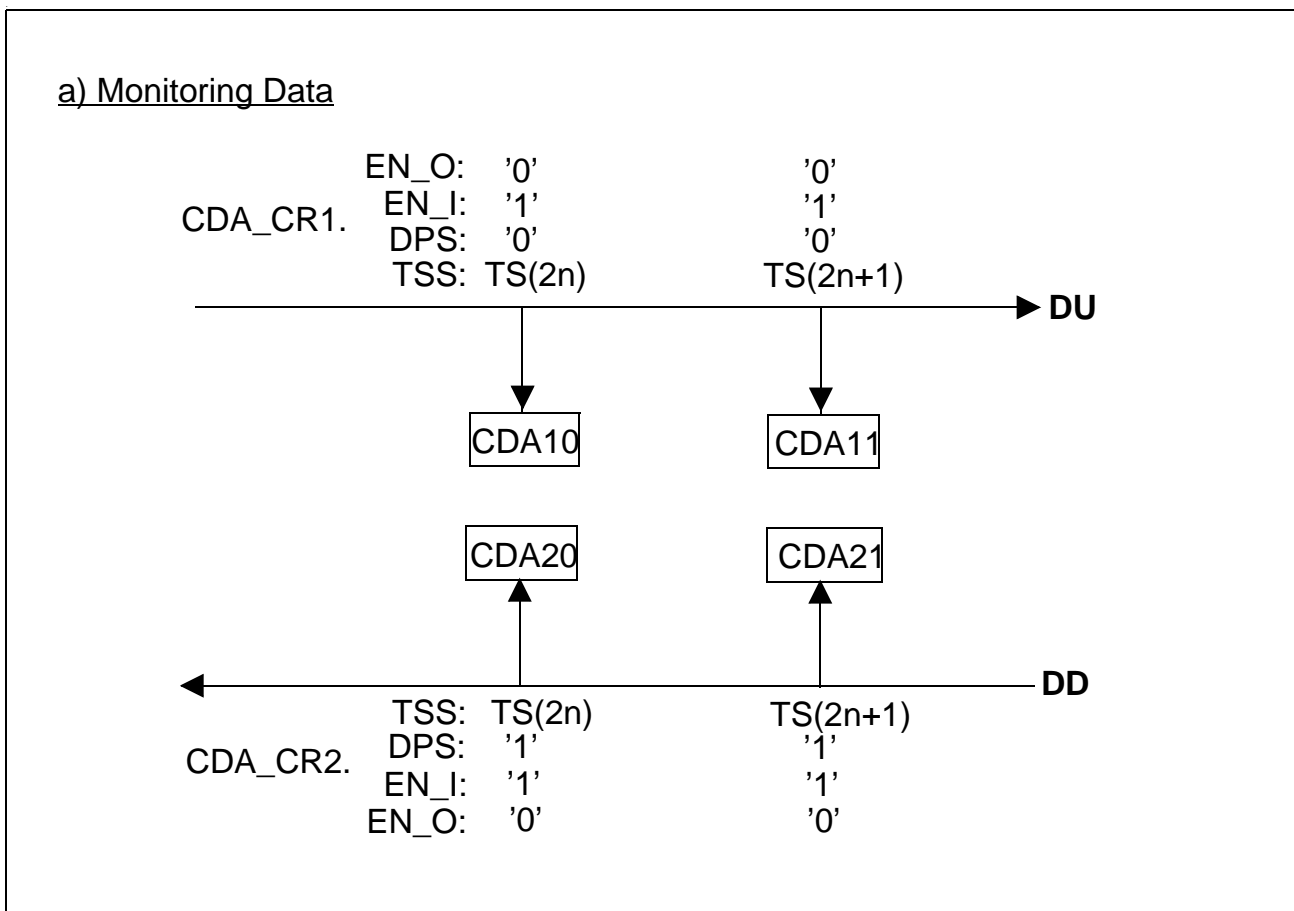 a) Monitoring Data
EN_O: ’0’ ’0’
CDA_CR1. EN_I: ’1’ ’1’
DPS: ’0’ ’0’
TSS: TS(2n) TS(2n+1)
DU
CDA10 CDA11
CDA20 CDA21
DD
TSS: TS(2n) TS(2n+1)
CDA_CR2. DPS: ’1’ ’1’
EN_I: ’1’ ’1’
EN_O: ’0’ ’0’